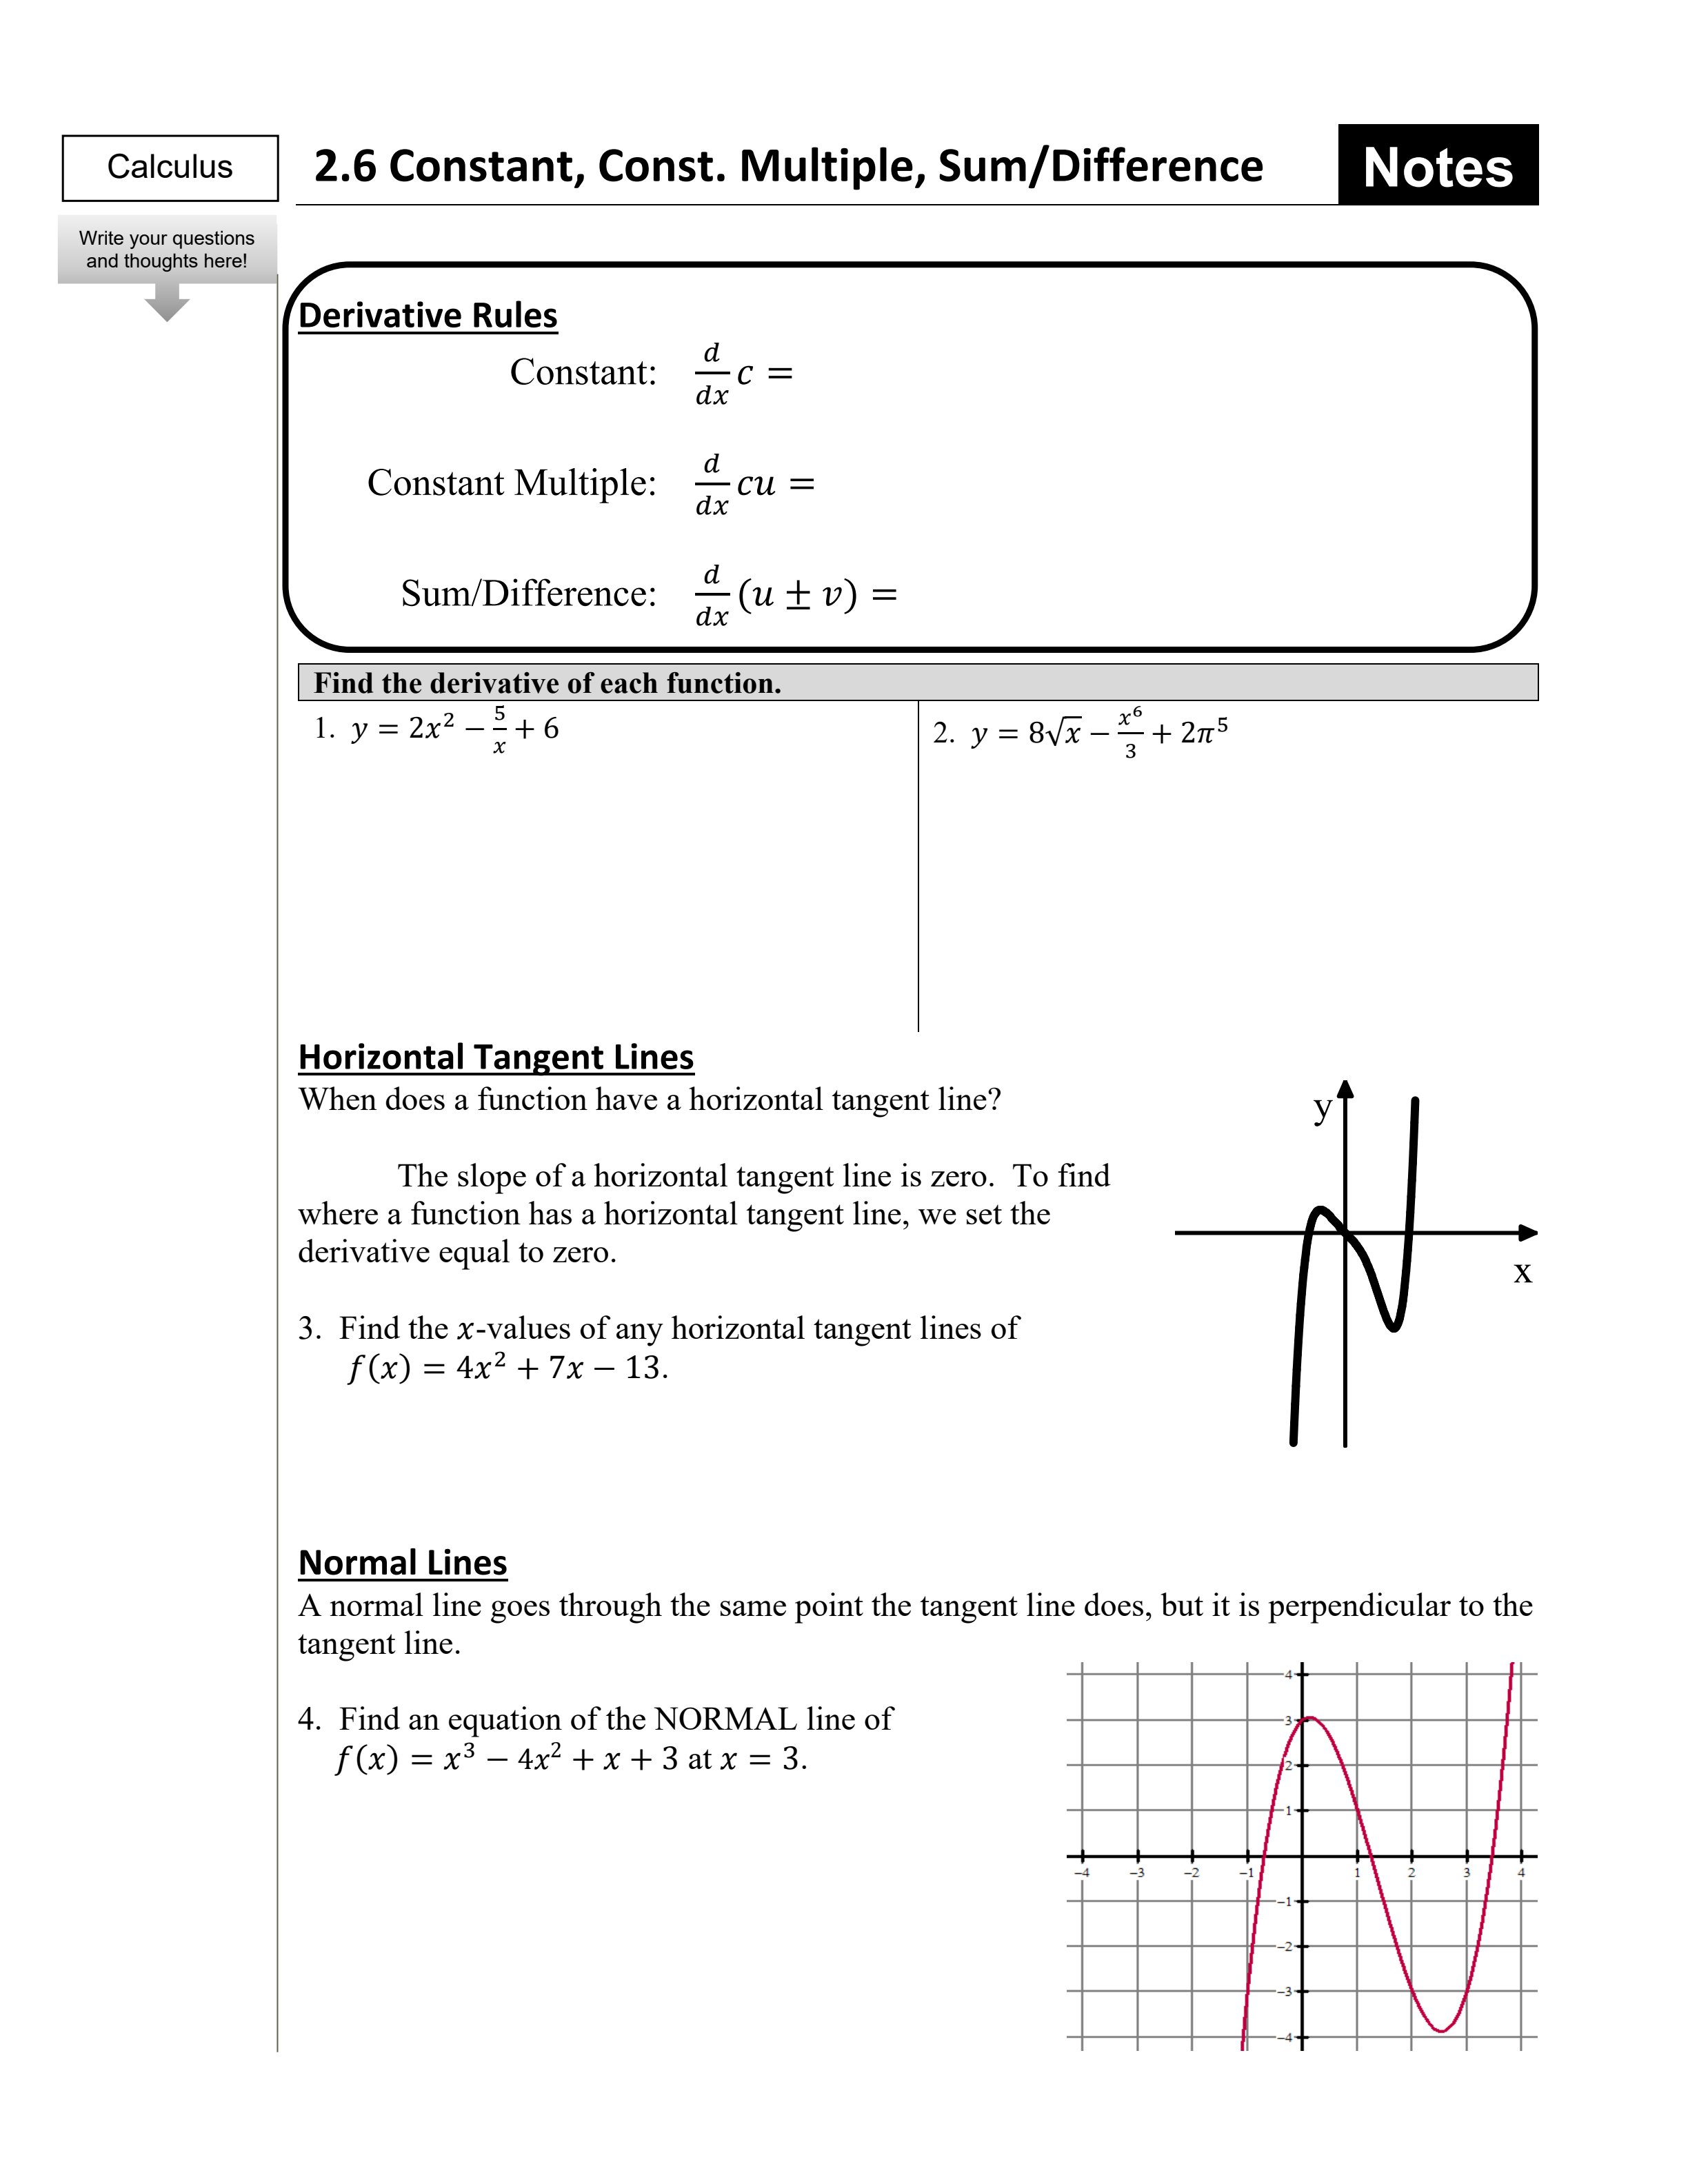 Calculus
2.6 Constant, Const. Multiple, Sum/Difference
Notes
Write your questions
and thoughts here!
Derivative Rules
Constant: d/dx c =
Constant Multiple: d/dx cu =
Sum/Difference: d/dx (u ± v) =
Find the derivative of each function.
1. y = 2x² − 5/x + 6
2. y = 8√x − x⁶/3 + 2π⁵
Horizontal Tangent Lines
When does a function have a horizontal tangent line?
The slope of a horizontal tangent line is zero. To find
where a function has a horizontal tangent line, we set the
derivative equal to zero.
y
x
3. Find the x-values of any horizontal tangent lines of
f(x) = 4x² + 7x − 13.
Normal Lines
A normal line goes through the same point the tangent line does, but it is perpendicular to the
tangent line.
4. Find an equation of the NORMAL line of
f(x) = x³ − 4x² + x + 3 at x = 3.
4
3
2
1
−4 −3 −2 −1 1 2 3 4
−1
−2
−3
−4